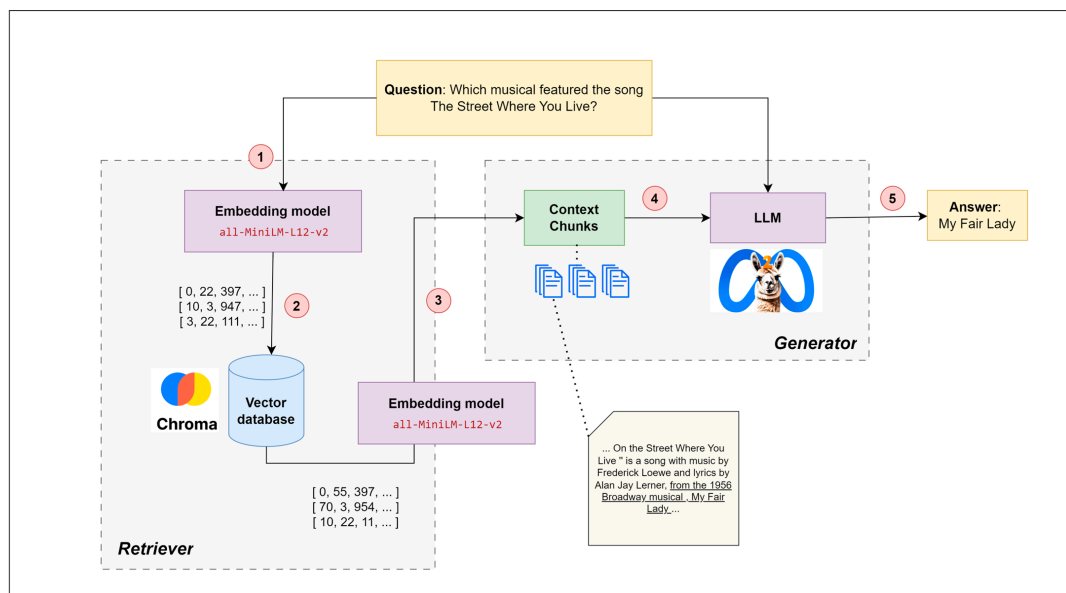 Question: Which musical featured the song
The Street Where You Live?
1
Embedding model
all-MiniLM-L12-v2
[ 0, 22, 397, ... ]
[ 10, 3, 947, ... ]
[ 3, 22, 111, ... ]
2
Chroma
Vector
database
Embedding model
all-MiniLM-L12-v2
[ 0, 55, 397, ... ]
[ 70, 3, 954, ... ]
[ 10, 22, 11, ... ]
Retriever
3
Context
Chunks
4
LLM
Generator
5
Answer:
My Fair Lady
... On the Street Where You
Live " is a song with music by
Frederick Loewe and lyrics by
Alan Jay Lerner, from the 1956
Broadway musical , My Fair
Lady ...